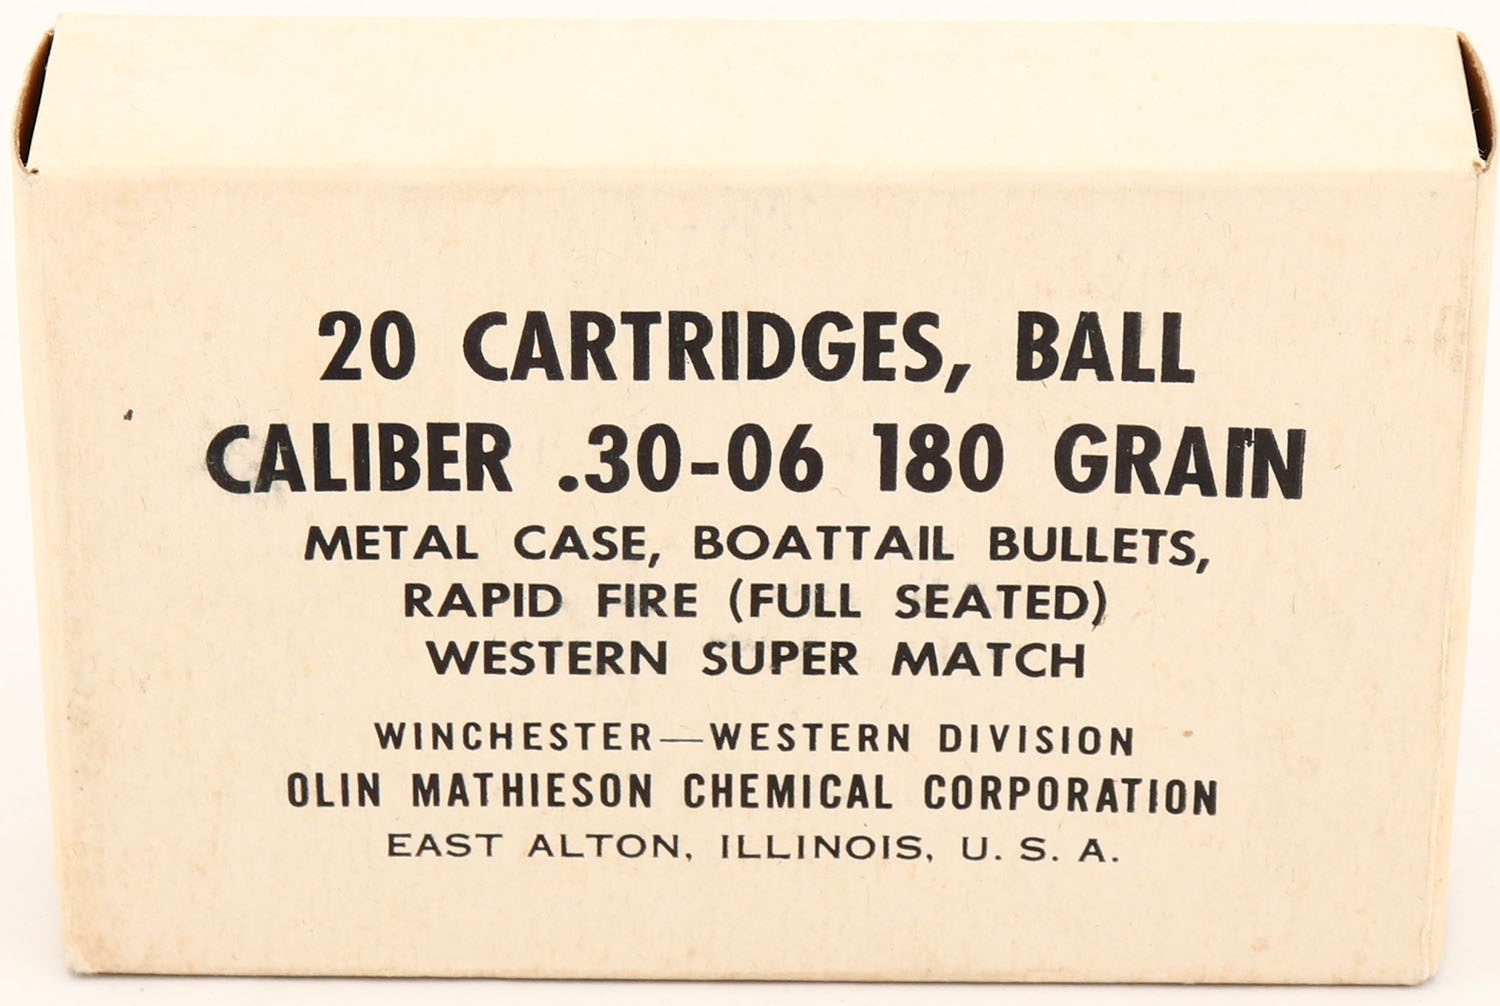 20 CARTRIDGES, BALL
CALIBER .30-06 180 GRAIN
METAL CASE, BOATTAIL BULLETS,
RAPID FIRE (FULL SEATED)
WESTERN SUPER MATCH
WINCHESTER—WESTERN DIVISION
OLIN MATHIESON CHEMICAL CORPORATION
EAST ALTON, ILLINOIS, U. S. A.